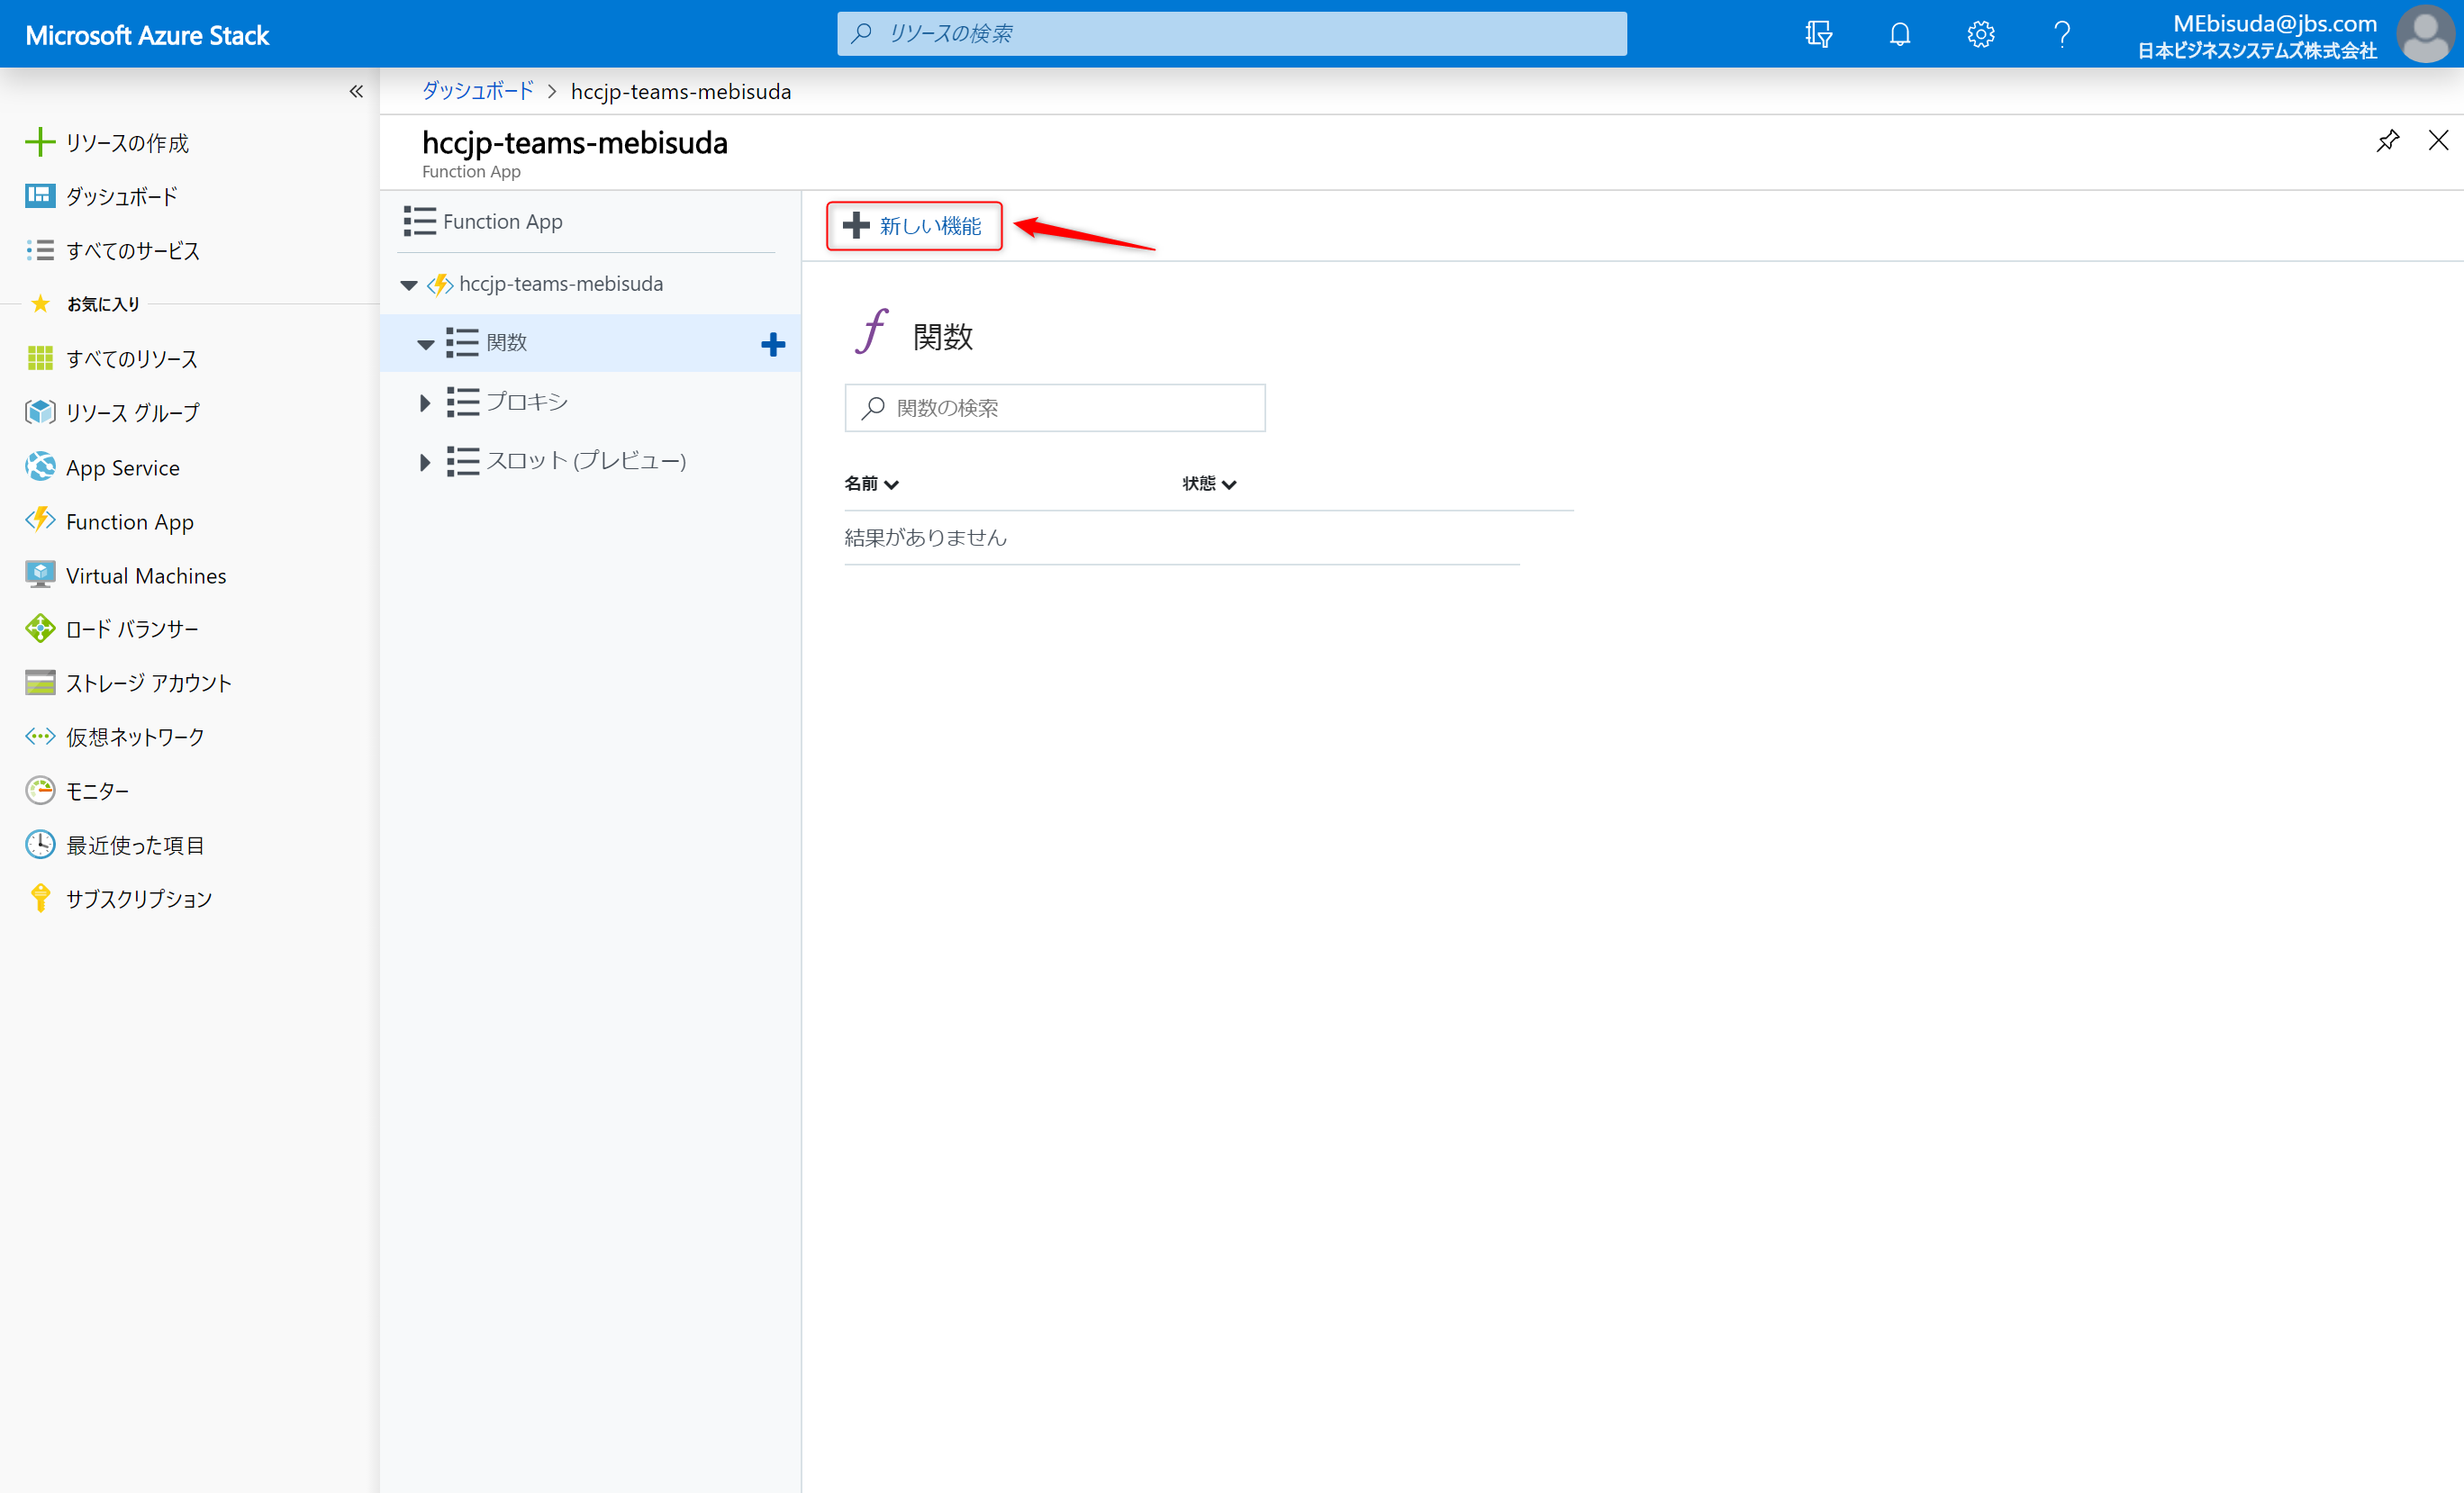 Microsoft Azure Stack
リソースの検索
MEbisuda@jbs.com
日本ビジネスシステムズ株式会社
リソースの作成
ダッシュボード
すべてのサービス
お気に入り
すべてのリソース
リソース グループ
App Service
Function App
Virtual Machines
ロード バランサー
ストレージ アカウント
仮想ネットワーク
モニター
最近使った項目
サブスクリプション
ダッシュボード > hccjp-teams-mebisuda
hccjp-teams-mebisuda
Function App
Function App
hccjp-teams-mebisuda
関数
プロキシ
スロット (プレビュー)
新しい機能
関数
関数の検索
名前 状態
結果がありません